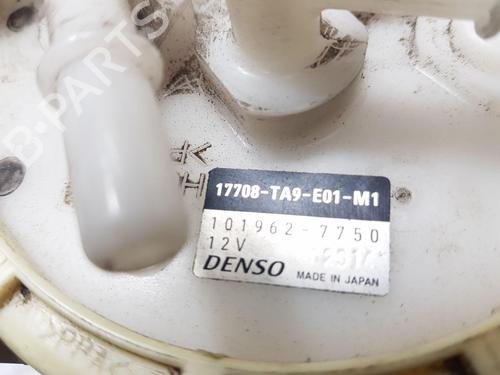 B-PARTS
17708-TA9-E01-M1
101962-7750
12V
DENSO
MADE IN JAPAN